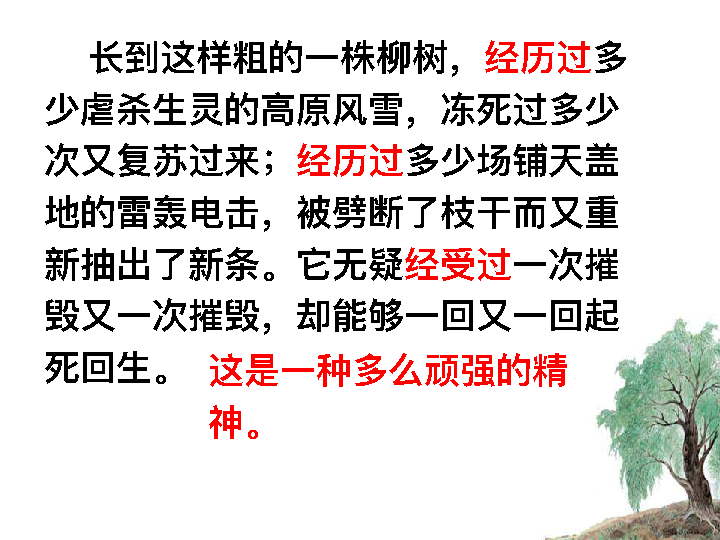 长到这样粗的一株柳树，经历过多
少虐杀生灵的高原风雪，冻死过多少
次又复苏过来；经历过多少场铺天盖
地的雷轰电击，被劈断了枝干而又重
新抽出了新条。它无疑经受过一次摧
毁又一次摧毁，却能够一回又一回起
死回生。
这是一种多么顽强的精
神。